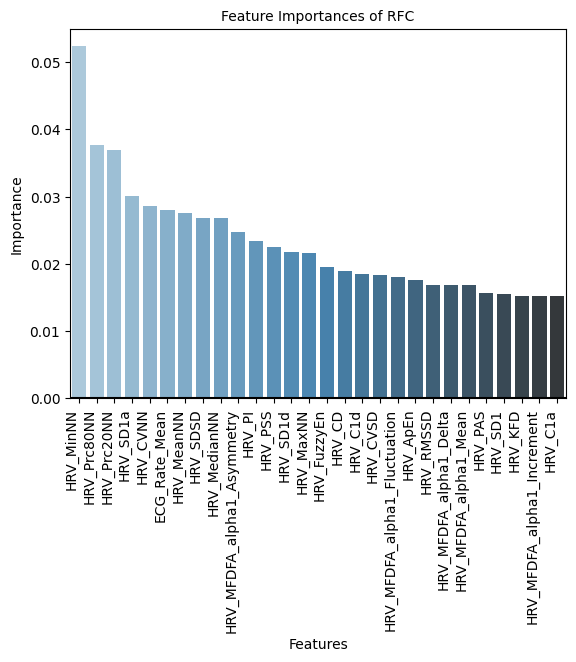 Feature Importances of RFC
Importance
0.05
0.04
0.03
0.02
0.01
0.00
HRV_MinNN
HRV_Prc80NN
HRV_Prc20NN
HRV_SD1a
HRV_CVNN
ECG_Rate_Mean
HRV_MeanNN
HRV_SDSD
HRV_MedianNN
HRV_MFDFA_alpha1_Asymmetry
HRV_PI
HRV_PSS
HRV_SD1d
HRV_MaxNN
HRV_FuzzyEn
HRV_CD
HRV_C1d
HRV_CVSD
HRV_MFDFA_alpha1_Fluctuation
HRV_ApEn
HRV_RMSSD
HRV_MFDFA_alpha1_Delta
HRV_MFDFA_alpha1_Mean
HRV_PAS
HRV_SD1
HRV_KFD
HRV_MFDFA_alpha1_Increment
HRV_C1a
Features